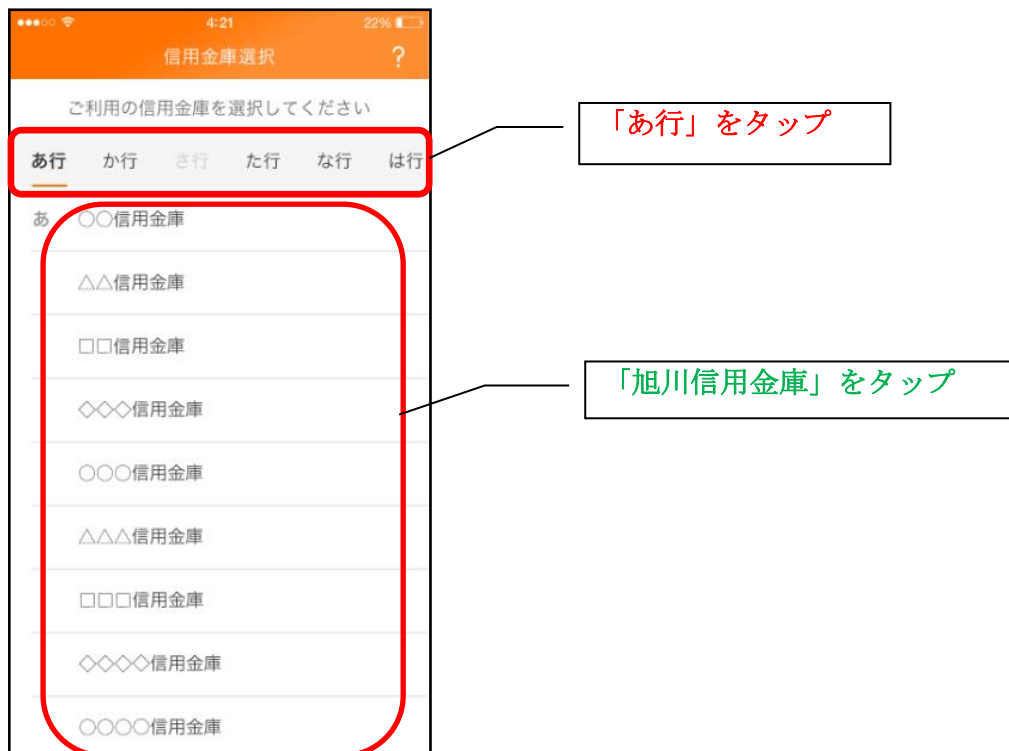 4:21
22%
信用金庫選択
?
ご利用の信用金庫を選択してください
あ行 か行 さ行 た行 な行 は行
あ ○○信用金庫
△△信用金庫
□□信用金庫
◇◇◇信用金庫
○○○信用金庫
△△△信用金庫
□□□信用金庫
◇◇◇◇信用金庫
○○○○信用金庫
「あ行」をタップ
「旭川信用金庫」をタップ